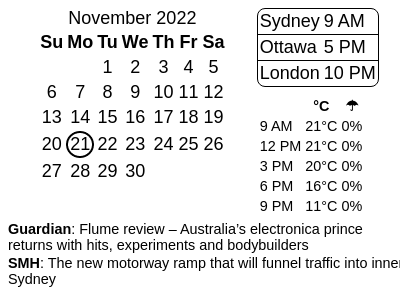 November 2022
Su Mo Tu We Th Fr Sa
1 2 3 4 5
6 7 8 9 10 11 12
13 14 15 16 17 18 19
20 21 22 23 24 25 26
27 28 29 30
Sydney 9 AM
Ottawa 5 PM
London 10 PM
°C ☂
9 AM 21°C 0%
12 PM 21°C 0%
3 PM 20°C 0%
6 PM 16°C 0%
9 PM 11°C 0%
Guardian: Flume review – Australia’s electronica prince
returns with hits, experiments and bodybuilders
SMH: The new motorway ramp that will funnel traffic into inner
Sydney